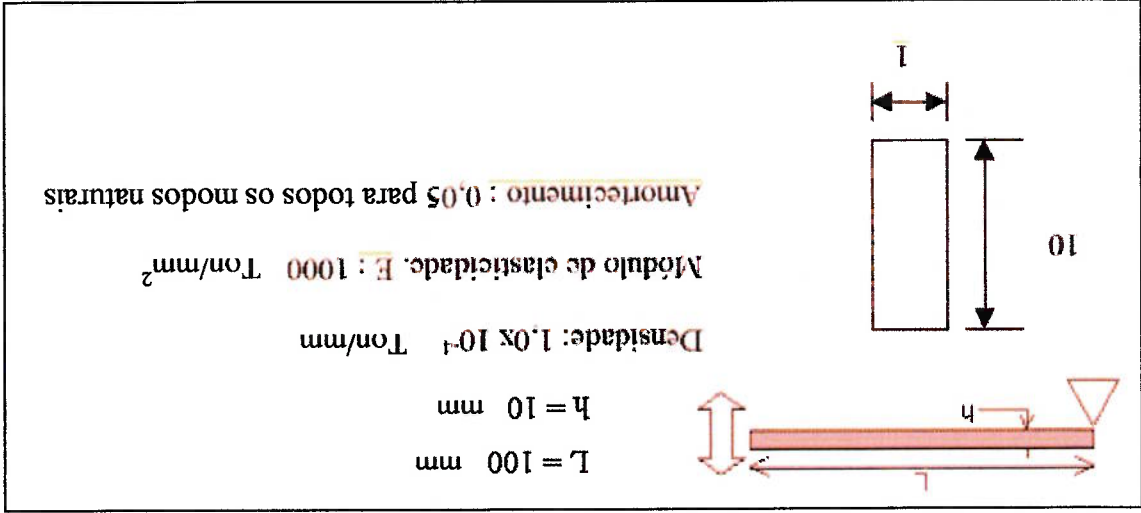 L
L = 100 mm
h
h = 10 mm
Densidade: 1.0x 10⁻⁴ Ton/mm
10
Módulo de elasticidade. E : 1000 Ton/mm²
Amortecimento : 0,05 para todos os modos naturais
1